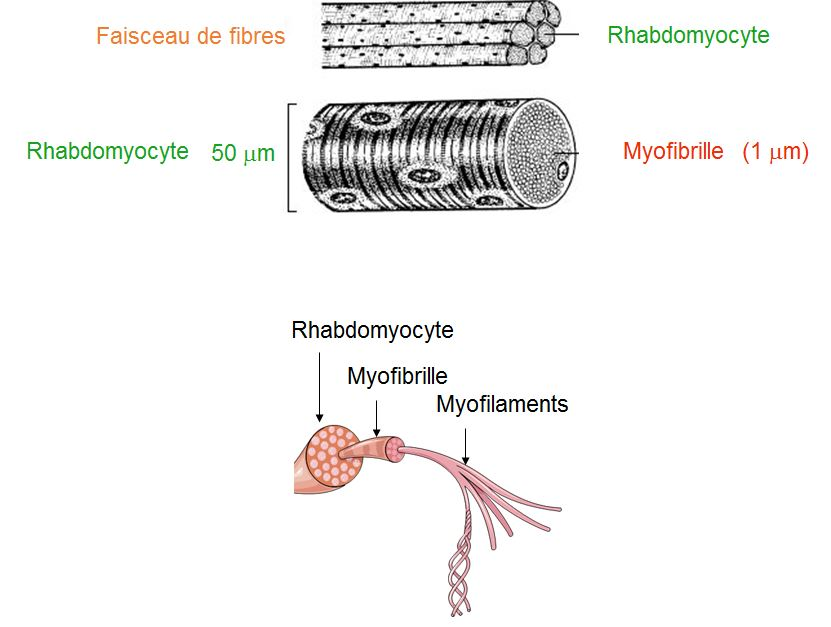 Faisceau de fibres
Rhabdomyocyte
Rhabdomyocyte 50 μm
Myofibrille (1 μm)
Rhabdomyocyte
Myofibrille
Myofilaments